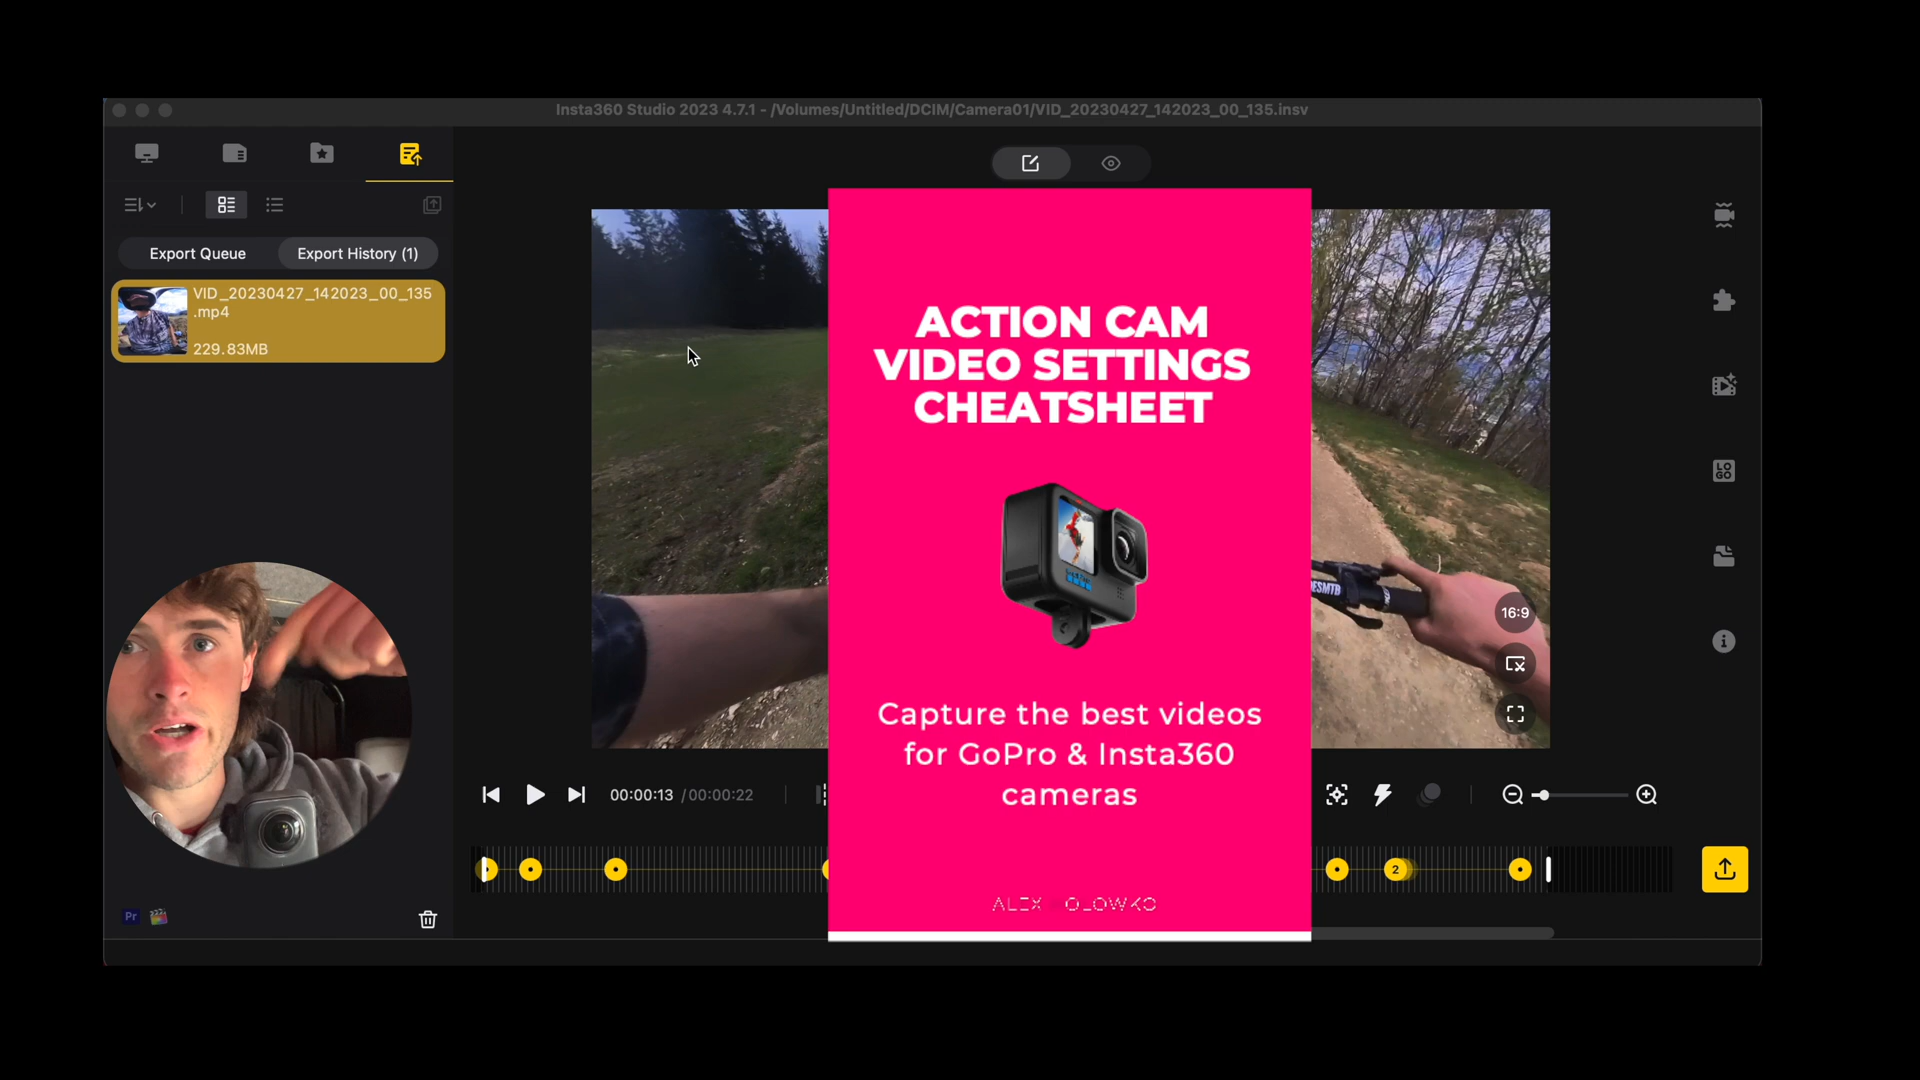 Insta360 Studio 2023 4.7.1 - /Volumes/Untitled/DCIM/Camera01/VID_20230427_142023_00_135.insv
Export Queue
Export History (1)
VID_20230427_142023_00_135
.mp4
229.83MB
ACTION CAM
VIDEO SETTINGS
CHEATSHEET
Capture the best videos
for GoPro & Insta360
cameras
LOGO
16:9
00:00:13 /00:00:22
2
Pr